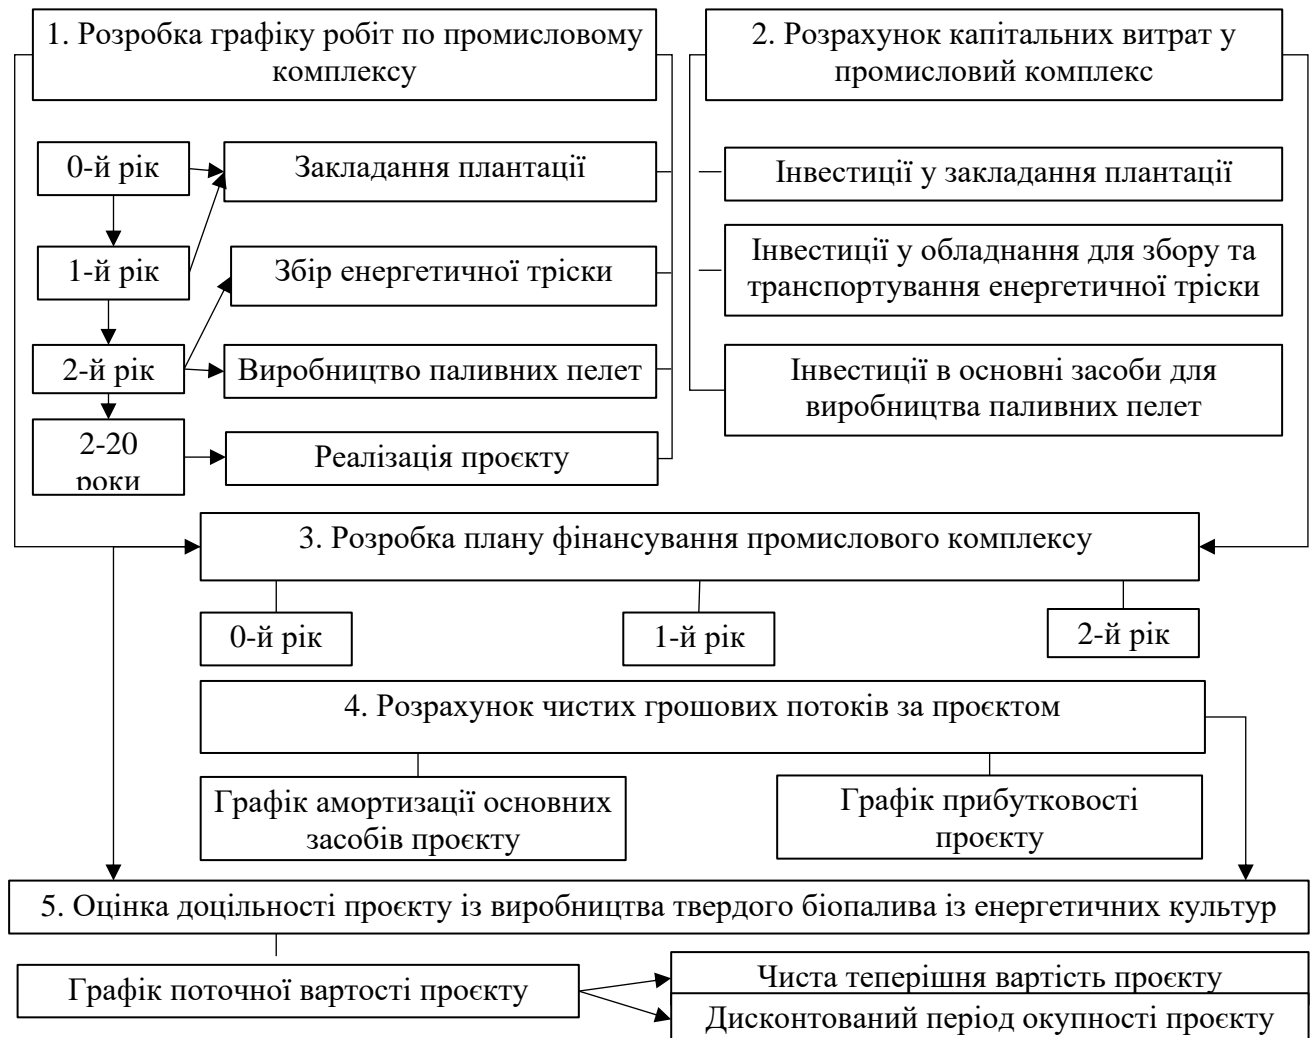 1. Розробка графіку робіт по промисловому
комплексу
2. Розрахунок капітальних витрат у
промисловий комплекс
0-й рік
Закладання плантації
Інвестиції у закладання плантації
1-й рік
Збір енергетичної тріски
Інвестиції у обладнання для збору та
транспортування енергетичної тріски
2-й рік
Виробництво паливних пелет
Інвестиції в основні засоби для
виробництва паливних пелет
2-20
роки
Реалізація проєкту
3. Розробка плану фінансування промислового комплексу
0-й рік
1-й рік
2-й рік
4. Розрахунок чистих грошових потоків за проєктом
Графік амортизації основних
засобів проєкту
Графік прибутковості
проєкту
5. Оцінка доцільності проєкту із виробництва твердого біопалива із енергетичних культур
Графік поточної вартості проєкту
Чиста теперішня вартість проєкту
Дисконтований період окупності проєкту